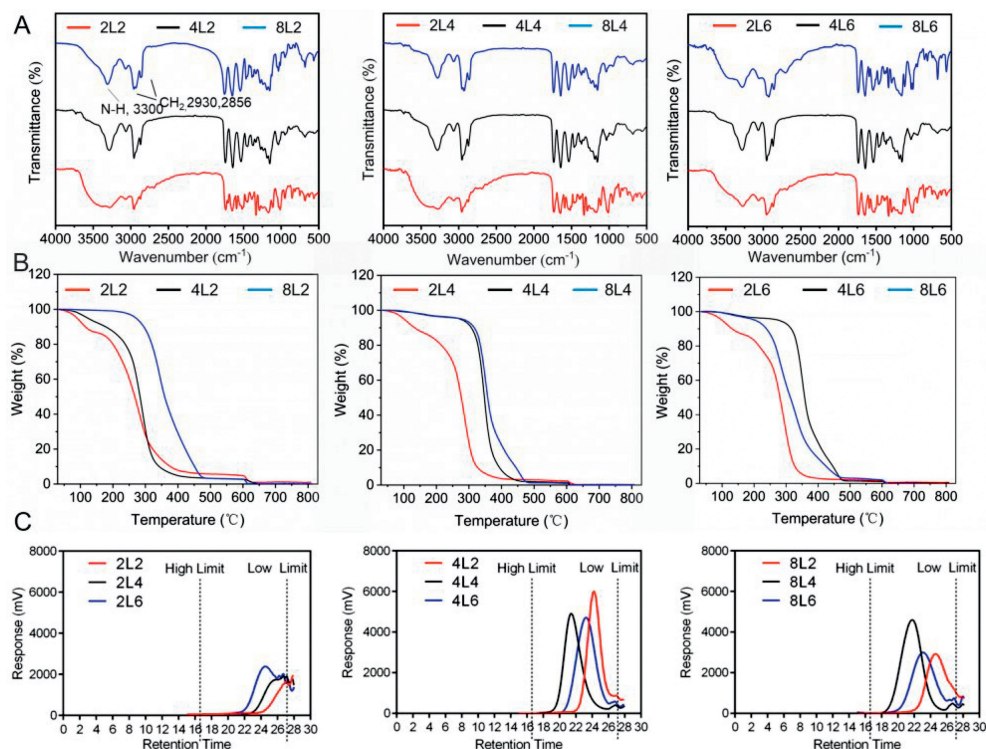 A
2L2 4L2 8L2
2L4 4L4 8L4
2L6 4L6 8L6
Transmittance (%)
Transmittance (%)
Transmittance (%)
N-H, 3300
CH2,2930,2856
4000 3500 3000 2500 2000 1500 1000 500
4000 3500 3000 2500 2000 1500 1000 500
4000 3500 3000 2500 2000 1500 1000 500
Wavenumber (cm-1)
Wavenumber (cm-1)
Wavenumber (cm-1)
B
2L2 4L2 8L2
2L4 4L4 8L4
2L6 4L6 8L6
Weight (%)
120
100
80
60
40
20
0
Weight (%)
120
100
80
60
40
20
0
Weight (%)
120
100
80
60
40
20
0
100 200 300 400 500 600 700 800
100 200 300 400 500 600 700 800
100 200 300 400 500 600 700 800
Temperature (℃)
Temperature (℃)
Temperature (℃)
C
Response (mV)
8000
6000
4000
2000
0
2L2
2L4
2L6
High Limit Low Limit
0 2 4 6 8 10 12 14 16 18 20 22 24 26 28 30
Retention Time
Response (mV)
8000
6000
4000
2000
0
4L2
4L4
4L6
High Limit Low Limit
0 2 4 6 8 10 12 14 16 18 20 22 24 26 28 30
Retention Time
Response (mV)
8000
6000
4000
2000
0
8L2
8L4
8L6
High Limit Low Limit
0 2 4 6 8 10 12 14 16 18 20 22 24 26 28 30
Retention Time